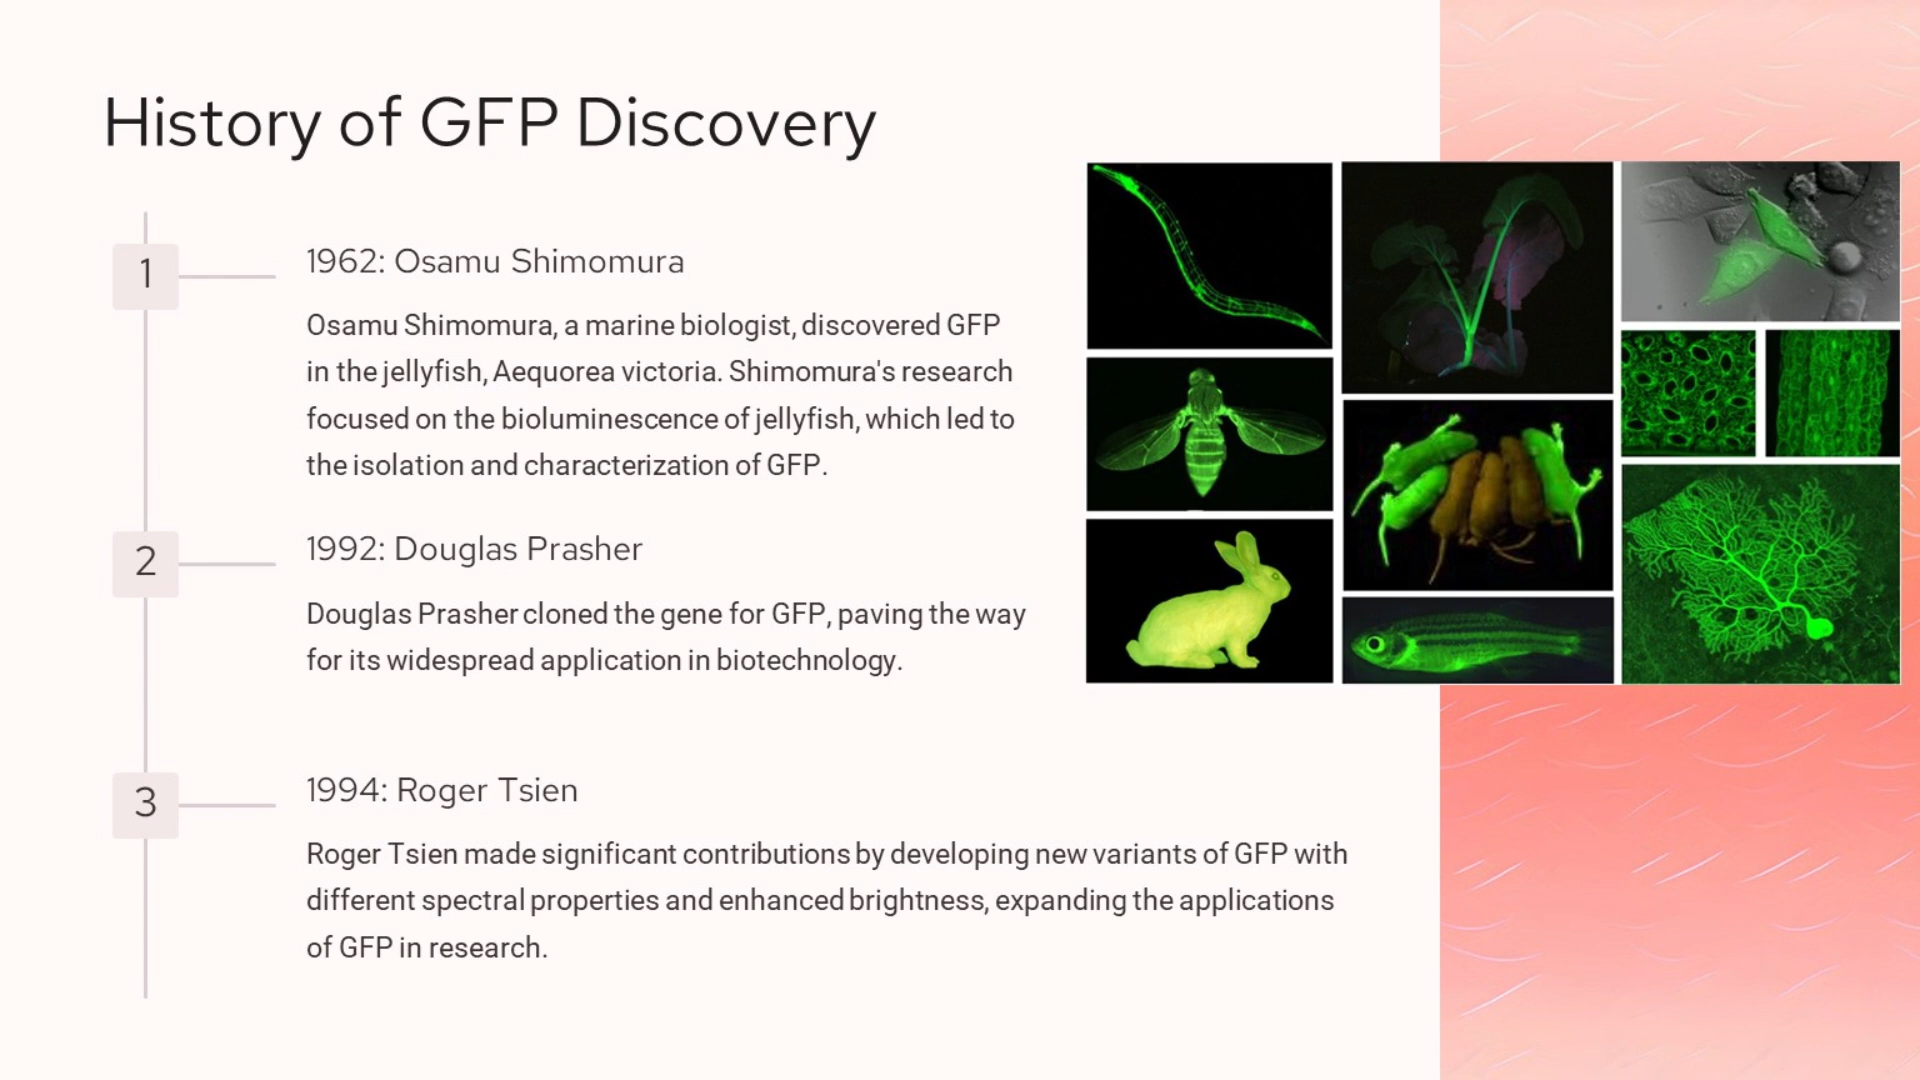 History of GFP Discovery
1
1962: Osamu Shimomura
Osamu Shimomura, a marine biologist, discovered GFP
in the jellyfish, Aequorea victoria. Shimomura's research
focused on the bioluminescence of jellyfish, which led to
the isolation and characterization of GFP.
2
1992: Douglas Prasher
Douglas Prasher cloned the gene for GFP, paving the way
for its widespread application in biotechnology.
3
1994: Roger Tsien
Roger Tsien made significant contributions by developing new variants of GFP with
different spectral properties and enhanced brightness, expanding the applications
of GFP in research.